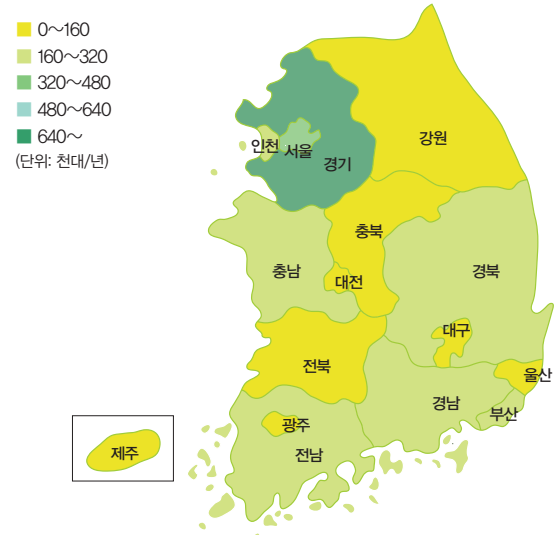 0~160
160~320
320~480
480~640
640~
(단위: 천대/년)
강원
인천
서울
경기
충북
충남
대전
경북
대구
전북
울산
경남
부산
광주
전남
제주